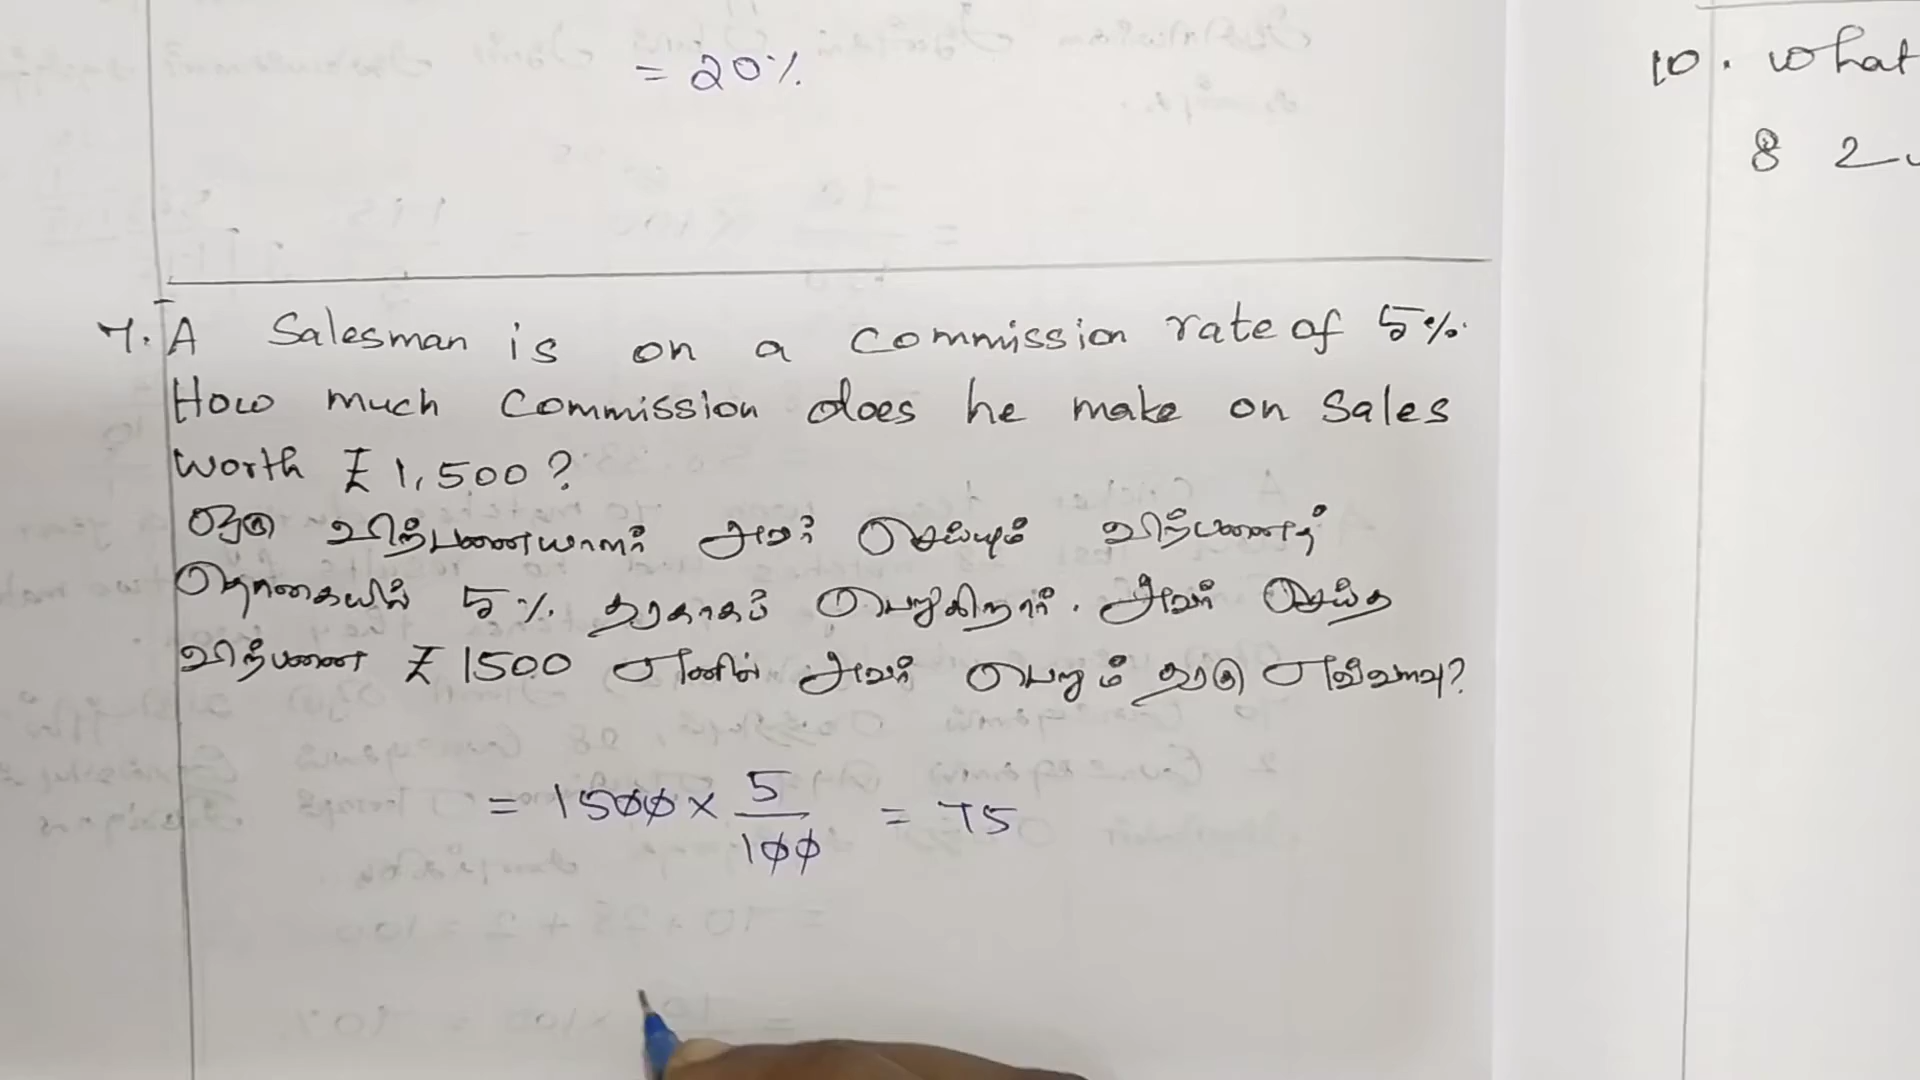 = 20%
10. What
8 2
7. A Salesman is on a Commission rate of 5%.
How much Commission does he make on Sales
worth ₹ 1,500?
ஒரு விற்பனையாளர் அவர் செய்யும் விற்பனைத்
தொகையில் 5% தரகாகப் பெறுகிறார். அவர் செய்த
விற்பனை ₹ 1500 எனில் அவர் பெறும் தரகு எவ்வளவு?
= 1500 × 5/100 = 75